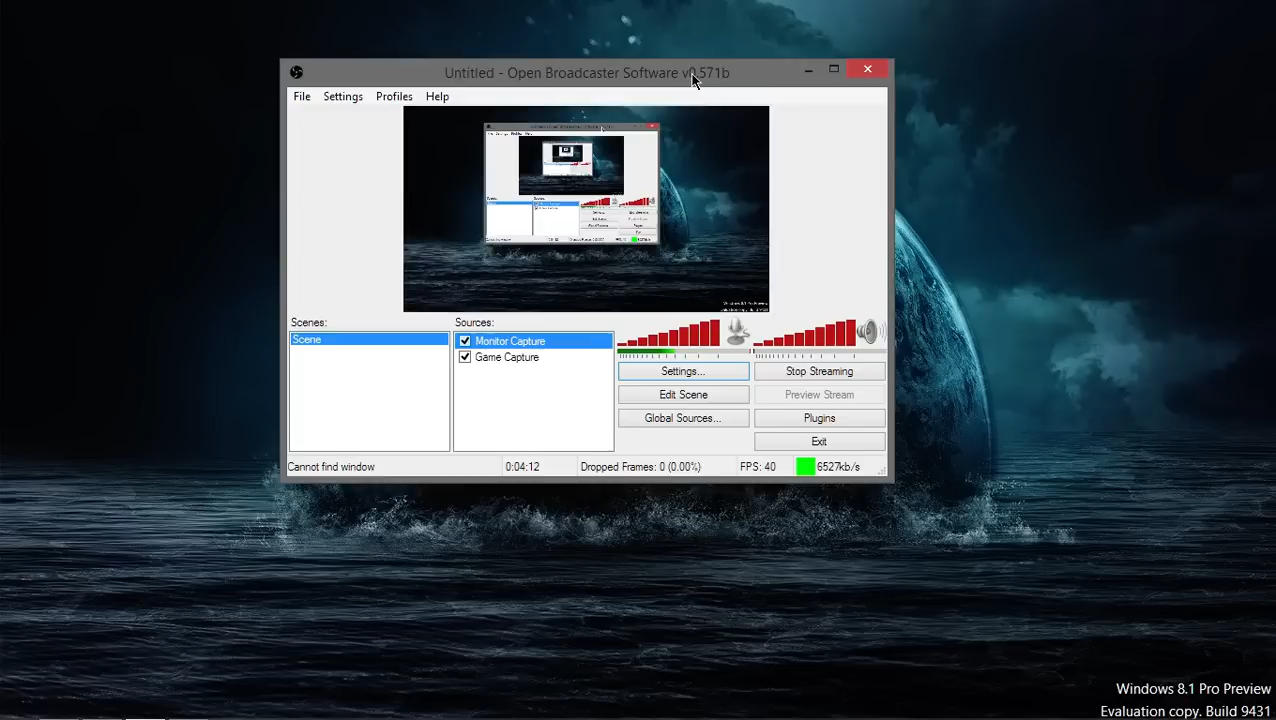 Untitled - Open Broadcaster Software v0.571b
File Settings Profiles Help
Scenes:
Scene
Sources:
Monitor Capture
Game Capture
Settings... Stop Streaming
Edit Scene Preview Stream
Global Sources... Plugins
Exit
Cannot find window 0:04:12 Dropped Frames: 0 (0.00%) FPS: 40 6527kb/s
Windows 8.1 Pro Preview
Evaluation copy. Build 9431